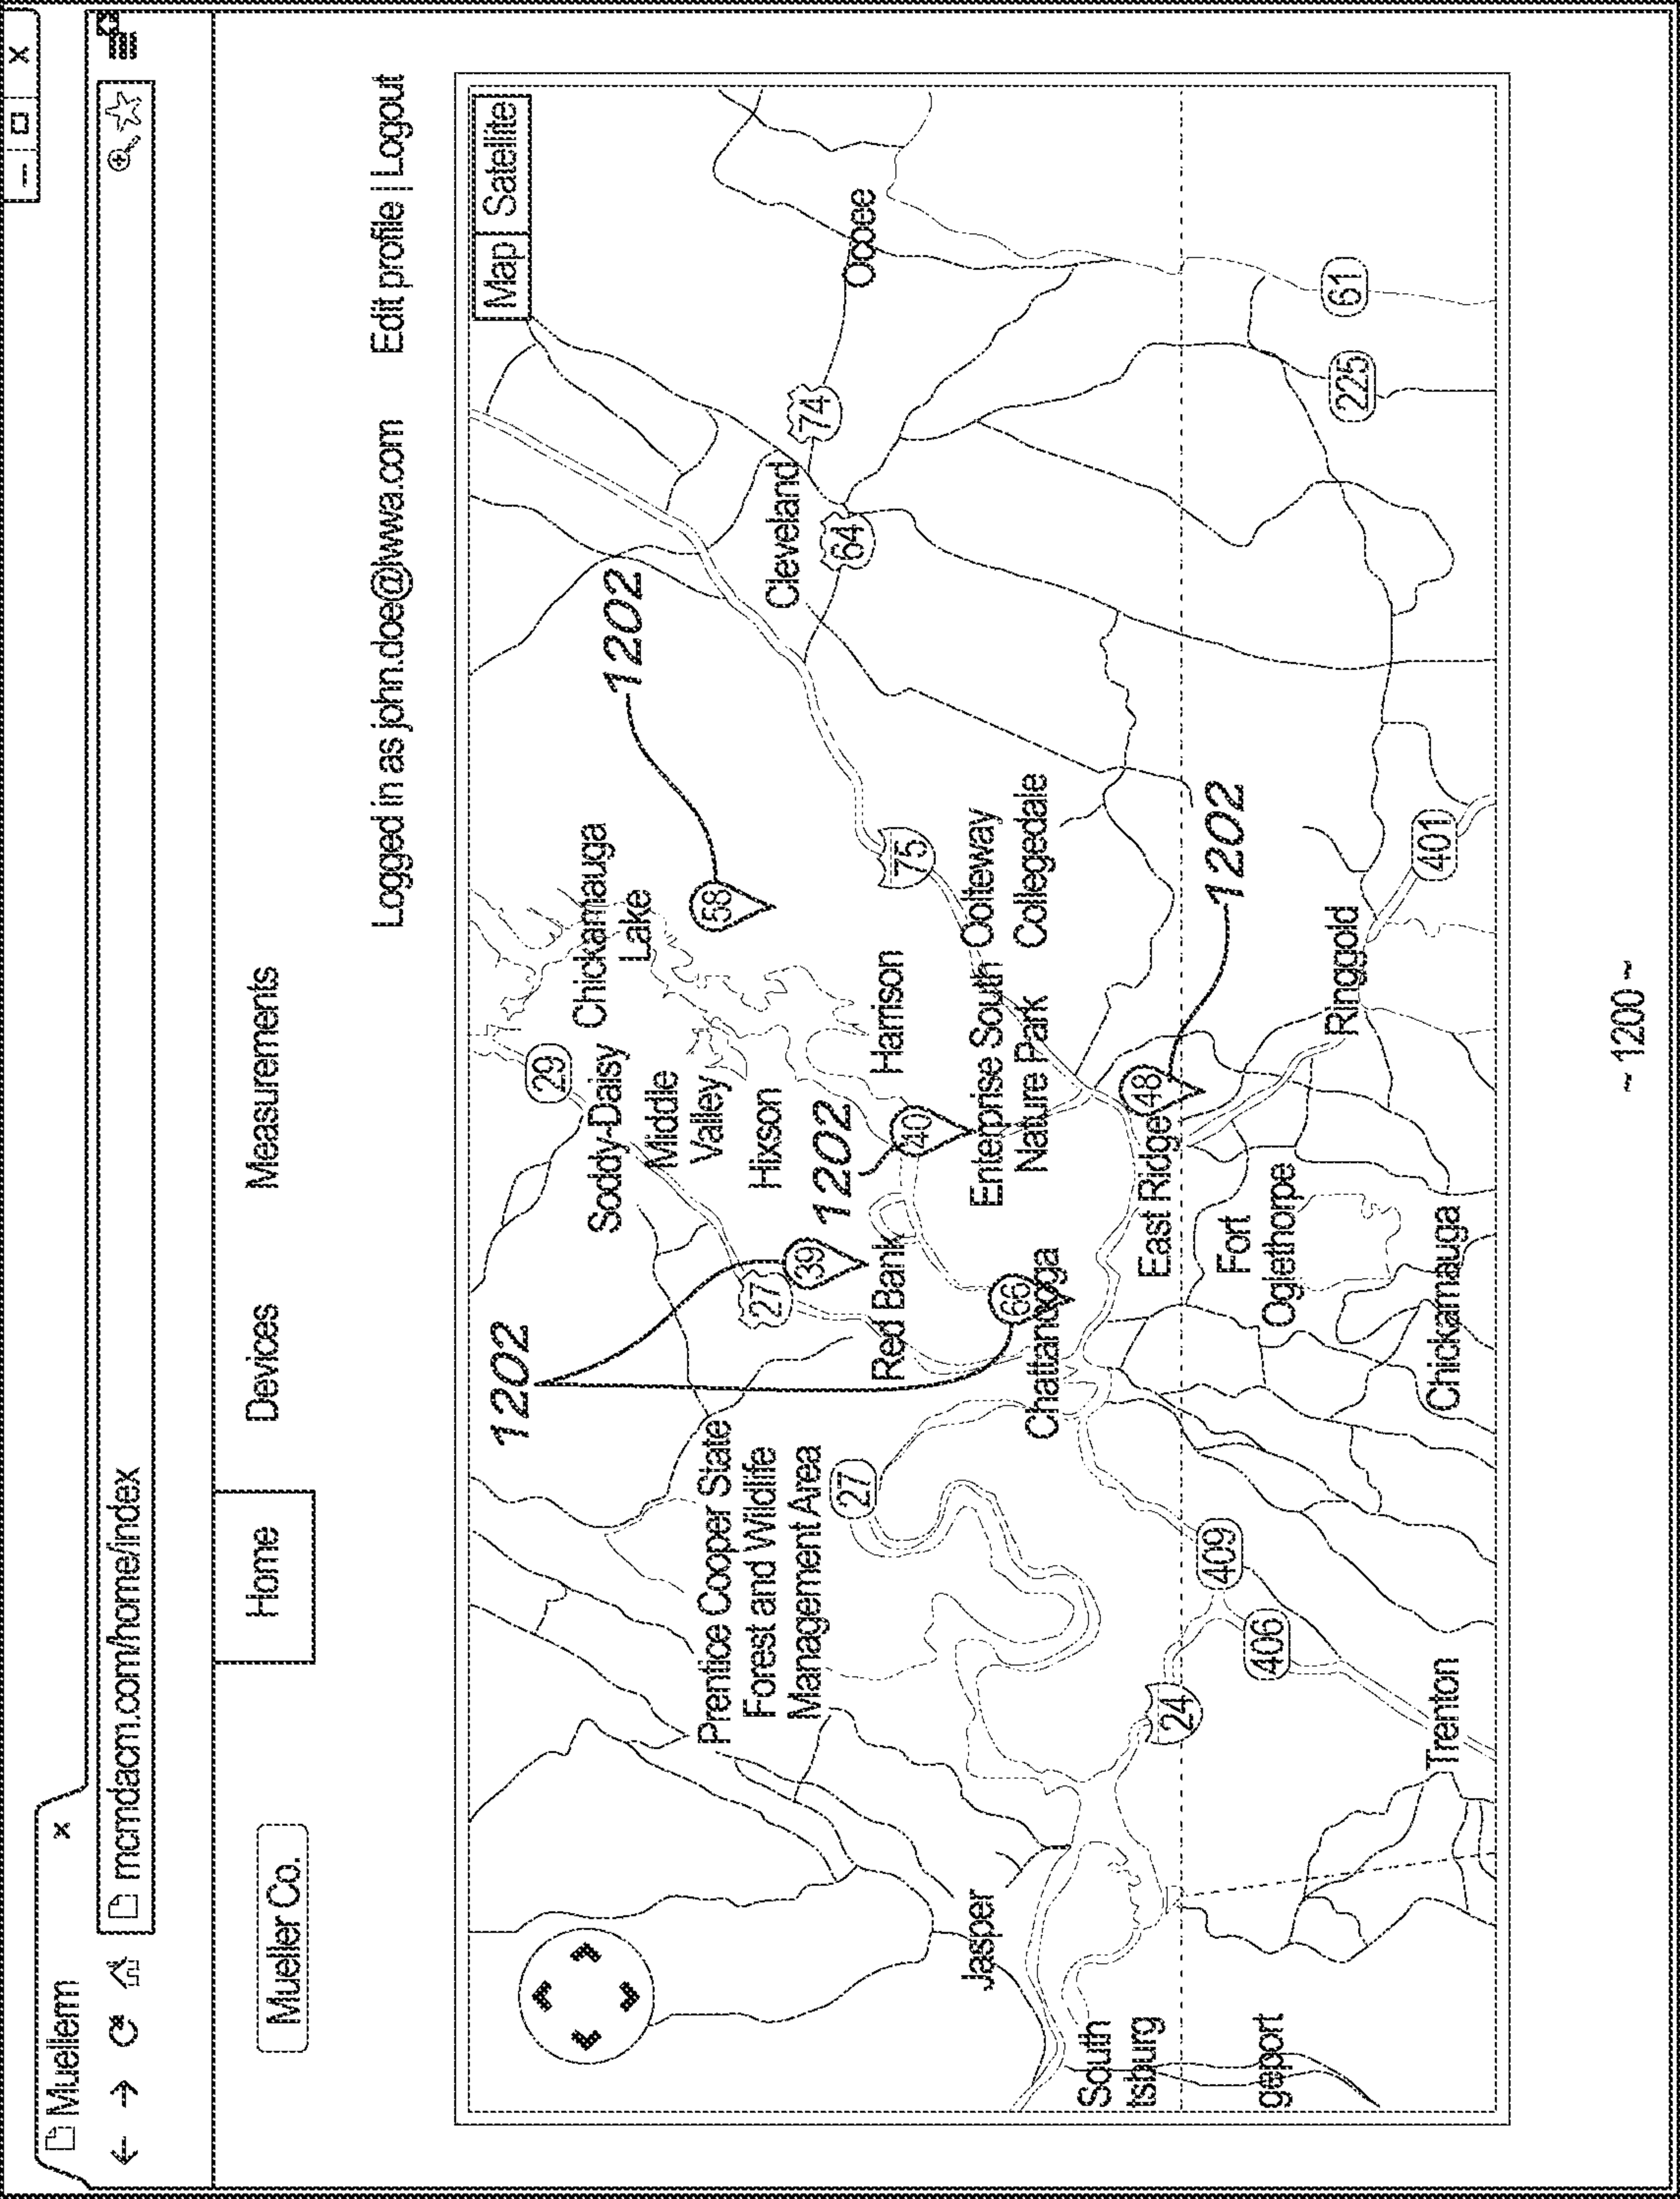 Muellerm x
– □ X
mcmdacm.com/home/index
Mueller Co.
Home
Devices
Measurements
Logged in as john.doe@lwwa.com
Edit profile | Logout
Map Satellite
1202
29
Soddy-Daisy
Chickamauga
Lake
1202
Middle
Valley
58
Prentice Cooper State
Forest and Wildlife
Management Area
27
Hixson
39
1202
Cleveland
74
64
Ocoee
27
Red Bank
40
Harrison
75
Jasper
66
Chattanooga
Enterprise South
Nature Park
Oolteway
Collegedale
South
tsburg
24
East Ridge
48
1202
409
406
Fort
Oglethorpe
geport
Ringgold
61
225
Trenton
Chickamauga
401
~ 1200 ~